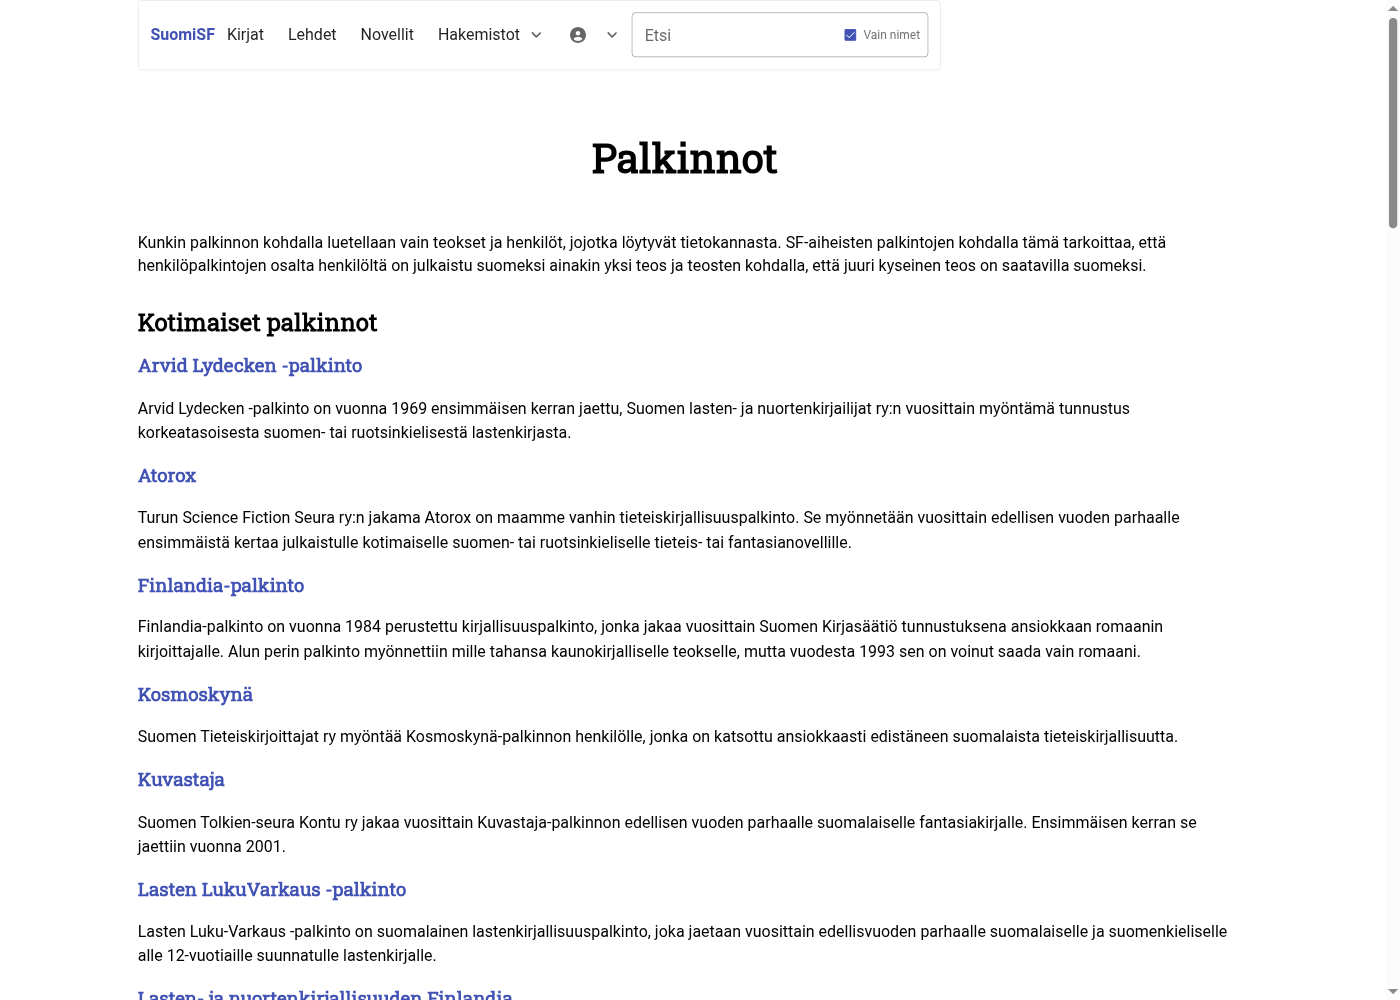 SuomiSF Kirjat Lehdet Novellit Hakemistot Etsi Vain nimet
Palkinnot
Kunkin palkinnon kohdalla luetellaan vain teokset ja henkilöt, jojotka löytyvät tietokannasta. SF-aiheisten palkintojen kohdalla tämä tarkoittaa, että
henkilöpalkintojen osalta henkilöltä on julkaistu suomeksi ainakin yksi teos ja teosten kohdalla, että juuri kyseinen teos on saatavilla suomeksi.
Kotimaiset palkinnot
Arvid Lydecken -palkinto
Arvid Lydecken -palkinto on vuonna 1969 ensimmäisen kerran jaettu, Suomen lasten- ja nuortenkirjailijat ry:n vuosittain myöntämä tunnustus
korkeatasoisesta suomen- tai ruotsinkielisestä lastenkirjasta.
Atorox
Turun Science Fiction Seura ry:n jakama Atorox on maamme vanhin tieteiskirjallisuuspalkinto. Se myönnetään vuosittain edellisen vuoden parhaalle
ensimmäistä kertaa julkaistulle kotimaiselle suomen- tai ruotsinkieliselle tieteis- tai fantasianovellille.
Finlandia-palkinto
Finlandia-palkinto on vuonna 1984 perustettu kirjallisuuspalkinto, jonka jakaa vuosittain Suomen Kirjasäätiö tunnustuksena ansiokkaan romaanin
kirjoittajalle. Alun perin palkinto myönnettiin mille tahansa kaunokirjalliselle teokselle, mutta vuodesta 1993 sen on voinut saada vain romaani.
Kosmoskynä
Suomen Tieteiskirjoittajat ry myöntää Kosmoskynä-palkinnon henkilölle, jonka on katsottu ansiokkaasti edistäneen suomalaista tieteiskirjallisuutta.
Kuvastaja
Suomen Tolkien-seura Kontu ry jakaa vuosittain Kuvastaja-palkinnon edellisen vuoden parhaalle suomalaiselle fantasiakirjalle. Ensimmäisen kerran se
jaettiin vuonna 2001.
Lasten LukuVarkaus -palkinto
Lasten Luku-Varkaus -palkinto on suomalainen lastenkirjallisuuspalkinto, joka jaetaan vuosittain edellisvuoden parhaalle suomalaiselle ja suomenkieliselle
alle 12-vuotiaille suunnatulle lastenkirjalle.
Lasten- ja nuortenkirjallisuuden Finlandia